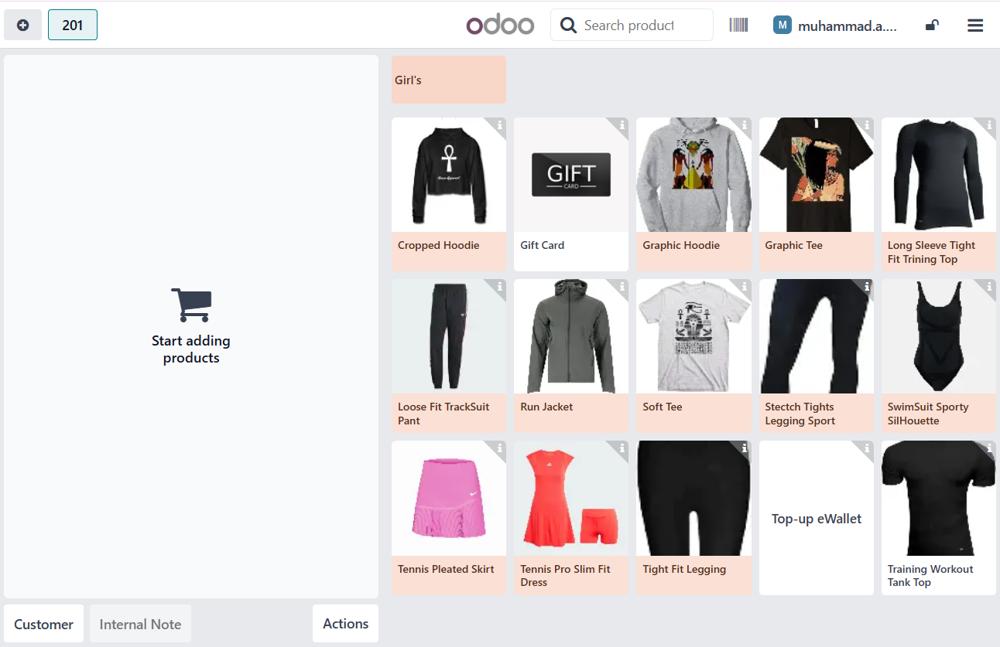 201
odoo
Search product
M
muhammad.a....
Girl's
GIFT
CARD
Cropped Hoodie
Gift Card
Graphic Hoodie
Graphic Tee
Long Sleeve Tight
Fit Trining Top
Start adding
products
Loose Fit TrackSuit
Pant
Run Jacket
Soft Tee
Stectch Tights
Legging Sport
SwimSuit Sporty
SilHouette
Top-up eWallet
Tennis Pleated Skirt
Tennis Pro Slim Fit
Dress
Tight Fit Legging
Training Workout
Tank Top
Customer
Internal Note
Actions